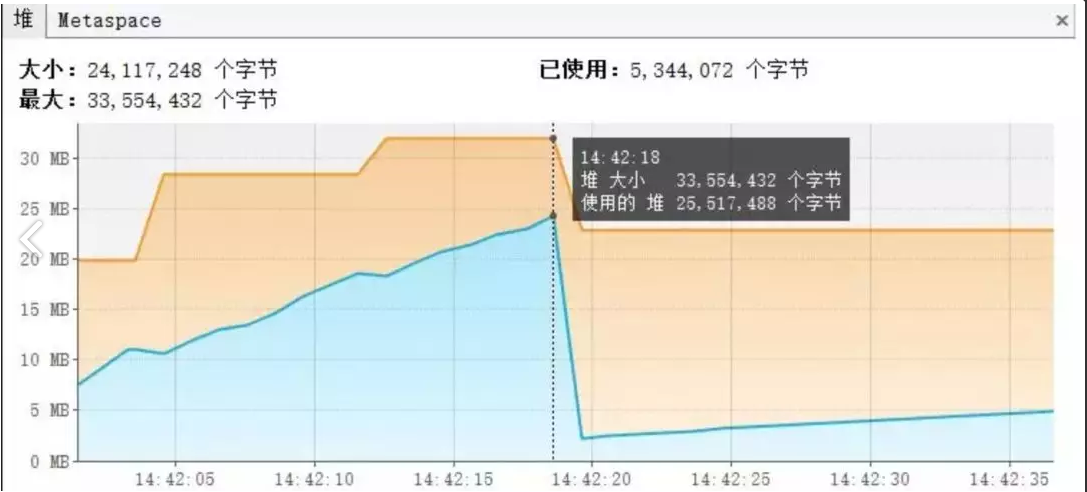 堆 Metaspace ×
大小: 24,117,248 个字节 已使用: 5,344,072 个字节
最大: 33,554,432 个字节
30 MB
25 MB
20 MB
15 MB
10 MB
5 MB
0 MB
14:42:18
堆 大小 33,554,432 个字节
使用的 堆 25,517,488 个字节
14:42:05 14:42:10 14:42:15 14:42:20 14:42:25 14:42:30 14:42:35